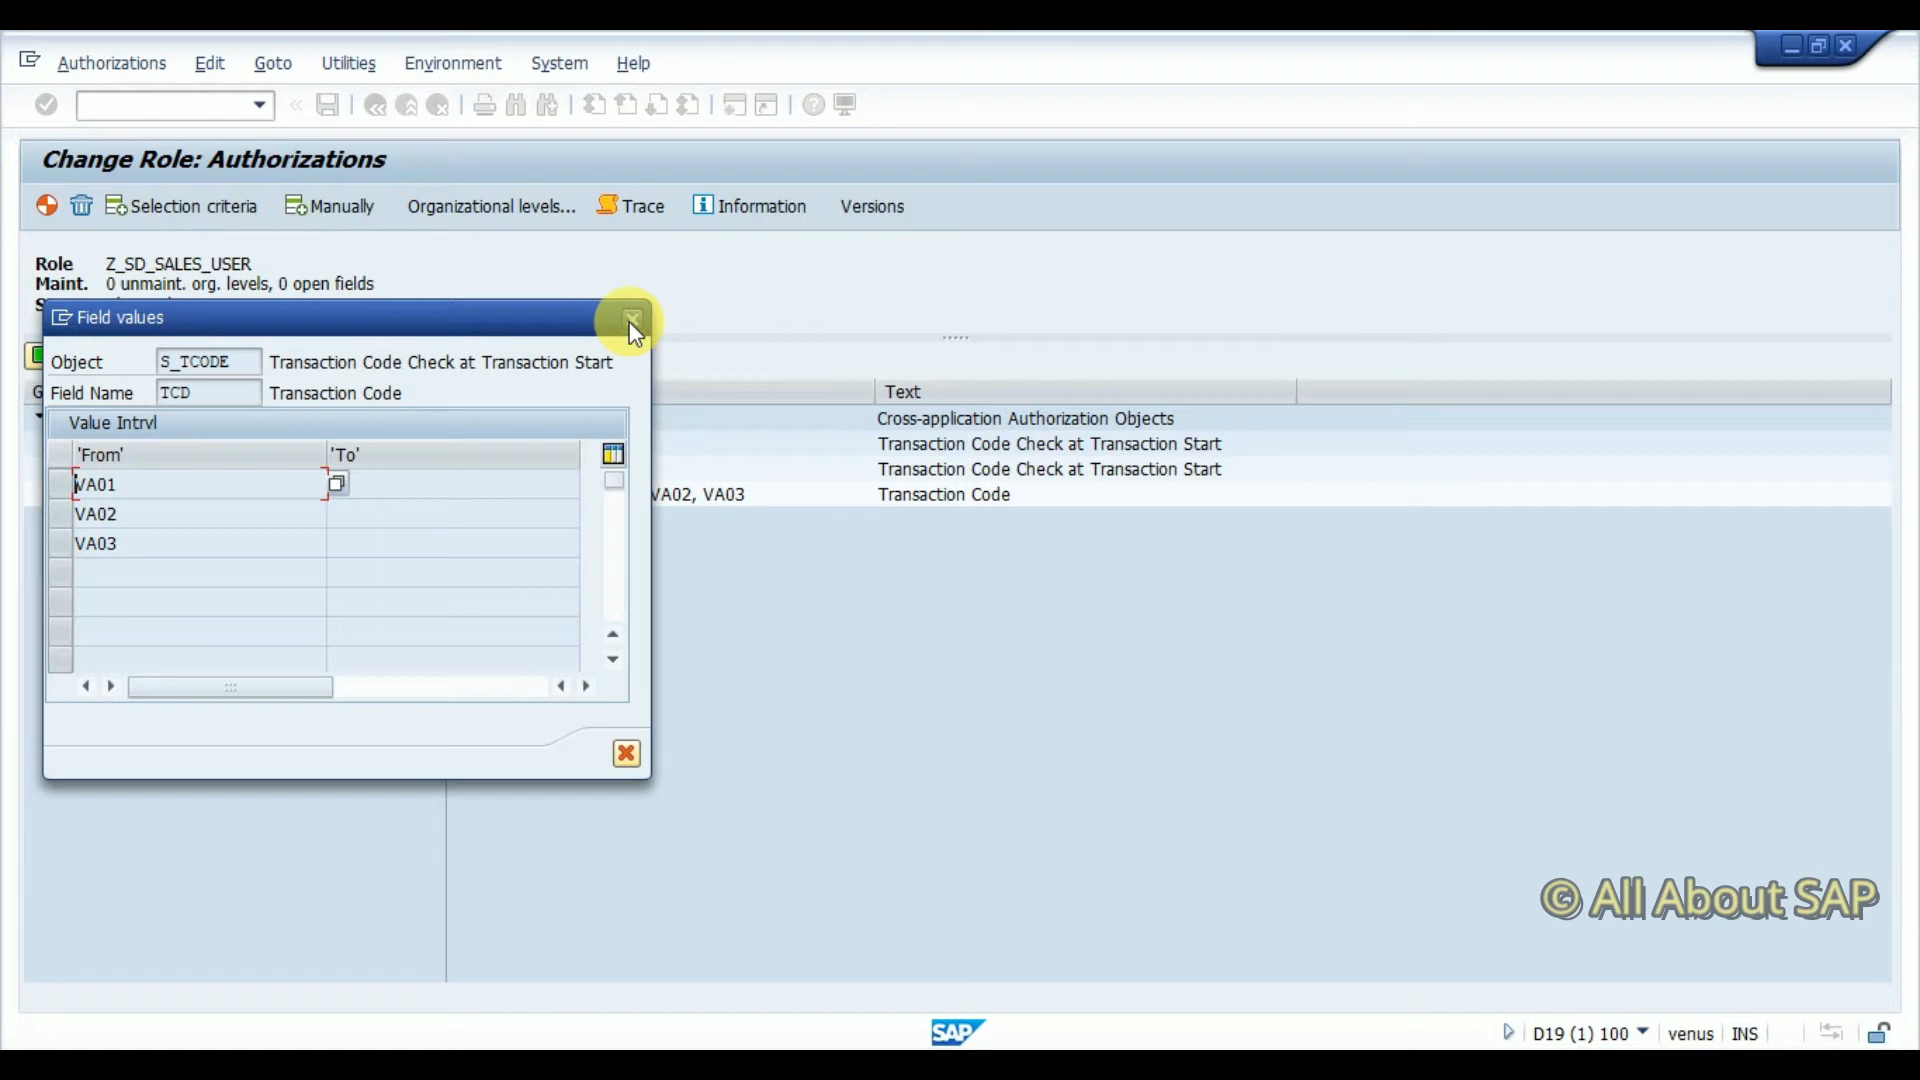 Authorizations Edit Goto Utilities Environment System Help
Change Role: Authorizations
Selection criteria Manually Organizational levels... Trace Information Versions
Role Z_SD_SALES_USER
Maint. 0 unmaint. org. levels, 0 open fields
Field values
Object S_TCODE Transaction Code Check at Transaction Start
Field Name TCD Transaction Code
Value Intrvl
'From' 'To'
VA01
VA02
VA03
Text
Cross-application Authorization Objects
Transaction Code Check at Transaction Start
Transaction Code Check at Transaction Start
VA02, VA03 Transaction Code
© All About SAP
SAP
D19 (1) 100 venus INS